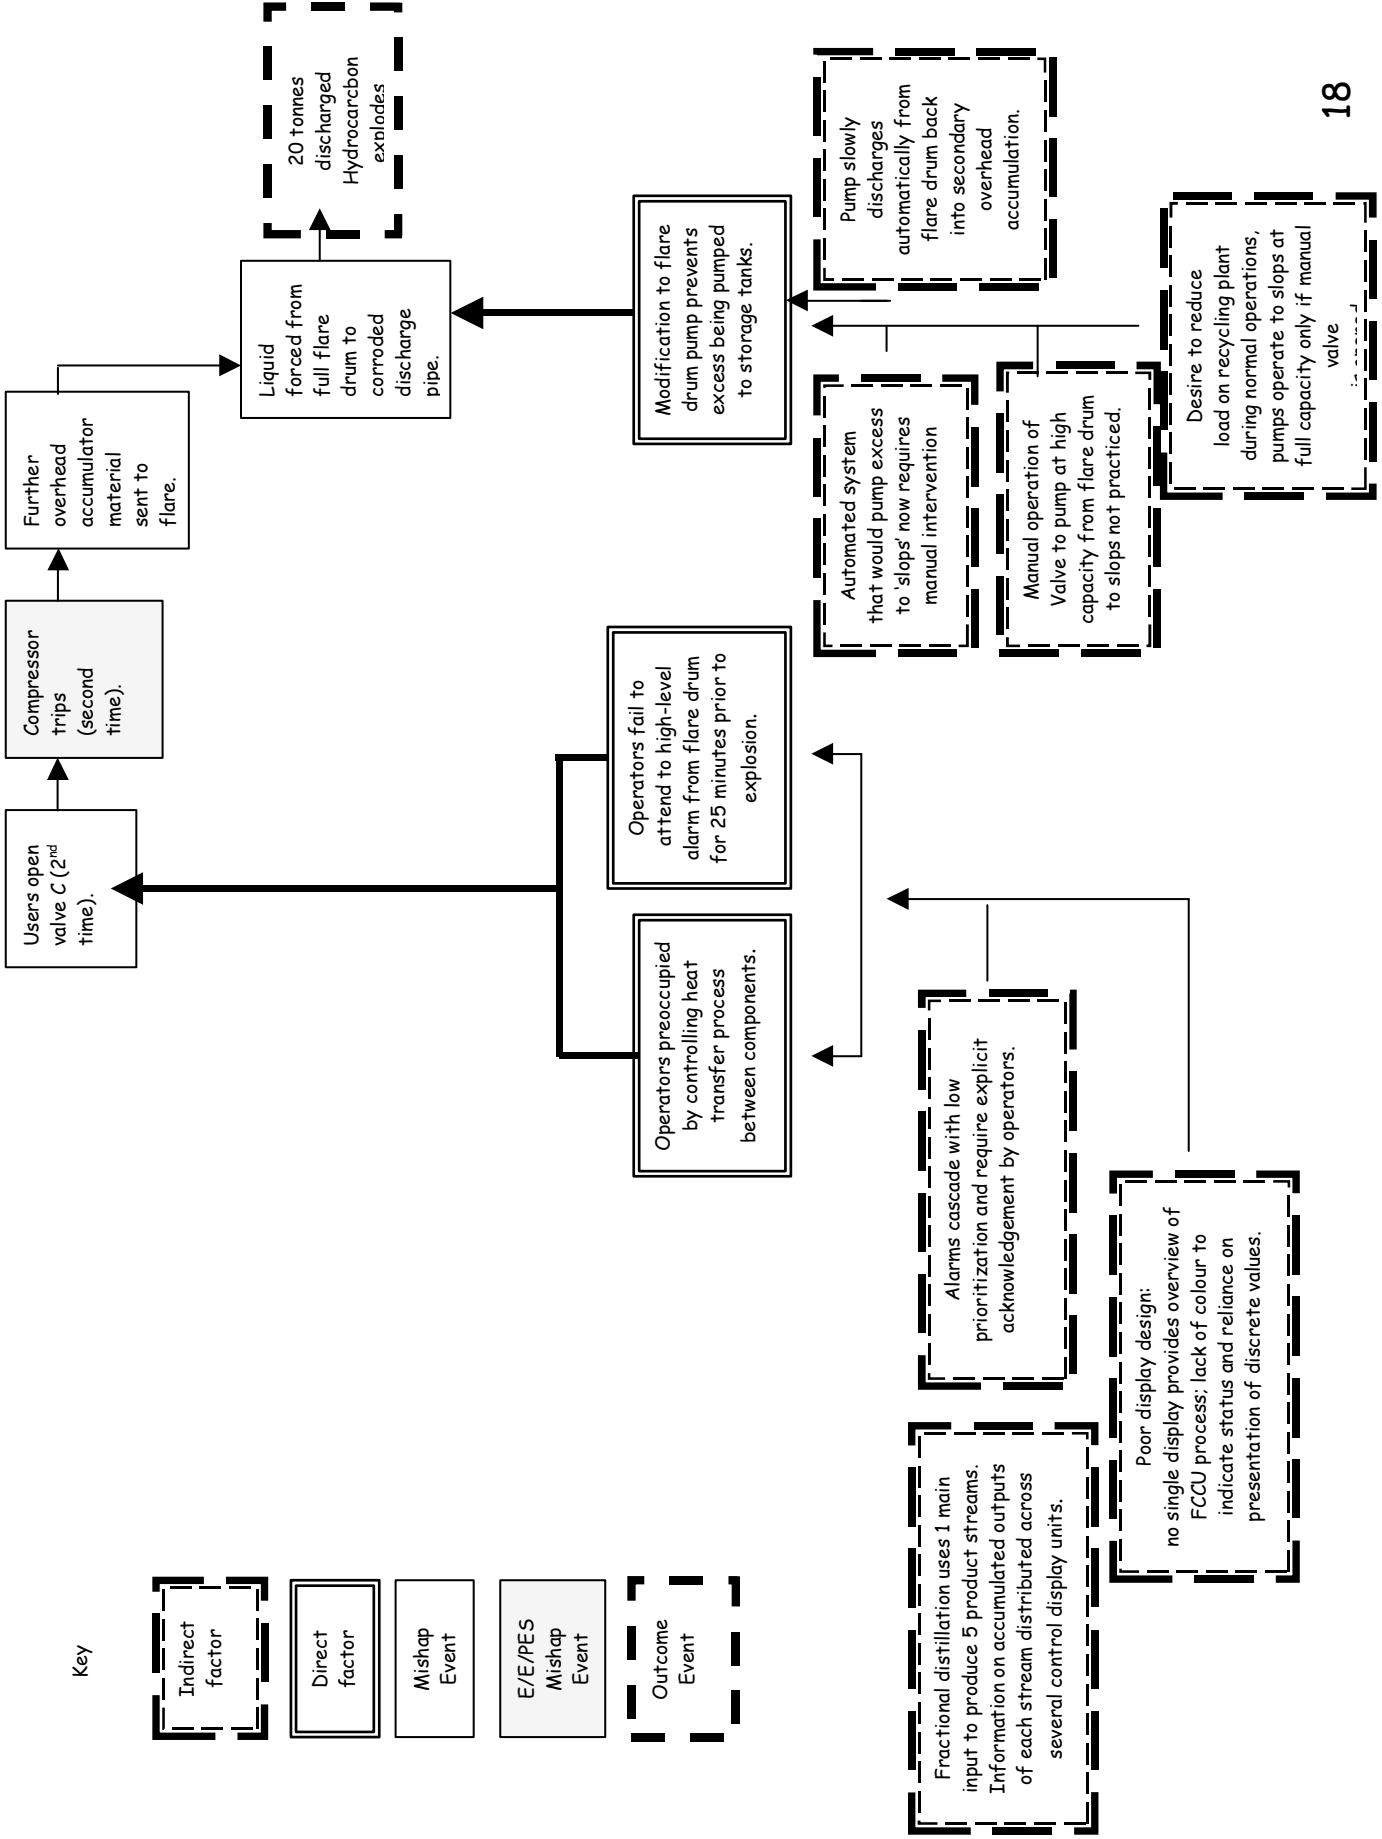 Key
Indirect
factor
Direct
factor
Mishap
Event
E/E/PES
Mishap
Event
Outcome
Event
Users open
valve C (2nd
time).
Compressor
trips
(second
time).
Further
overhead
accumulator
material
sent to
flare.
Liquid
forced from
full flare
drum to
corroded
discharge
pipe.
20 tonnes
discharged
Hydrocarcbon
explodes
Operators preoccupied
by controlling heat
transfer process
between components.
Operators fail to
attend to high-level
alarm from flare drum
for 25 minutes prior to
explosion.
Modification to flare
drum pump prevents
excess being pumped
to storage tanks.
Fractional distillation uses 1 main
input to produce 5 product streams.
Information on accumulated outputs
of each stream distributed across
several control display units.
Alarms cascade with low
prioritization and require explicit
acknowledgement by operators.
Poor display design:
no single display provides overview of
FCCU process; lack of colour to
indicate status and reliance on
presentation of discrete values.
Automated system
that would pump excess
to 'slops' now requires
manual intervention
Pump slowly
discharges
automatically from
flare drum back
into secondary
overhead
accumulation.
Manual operation of
Valve to pump at high
capacity from flare drum
to slops not practiced.
Desire to reduce
load on recycling plant
during normal operations,
pumps operate to slops at
full capacity only if manual
valve
18